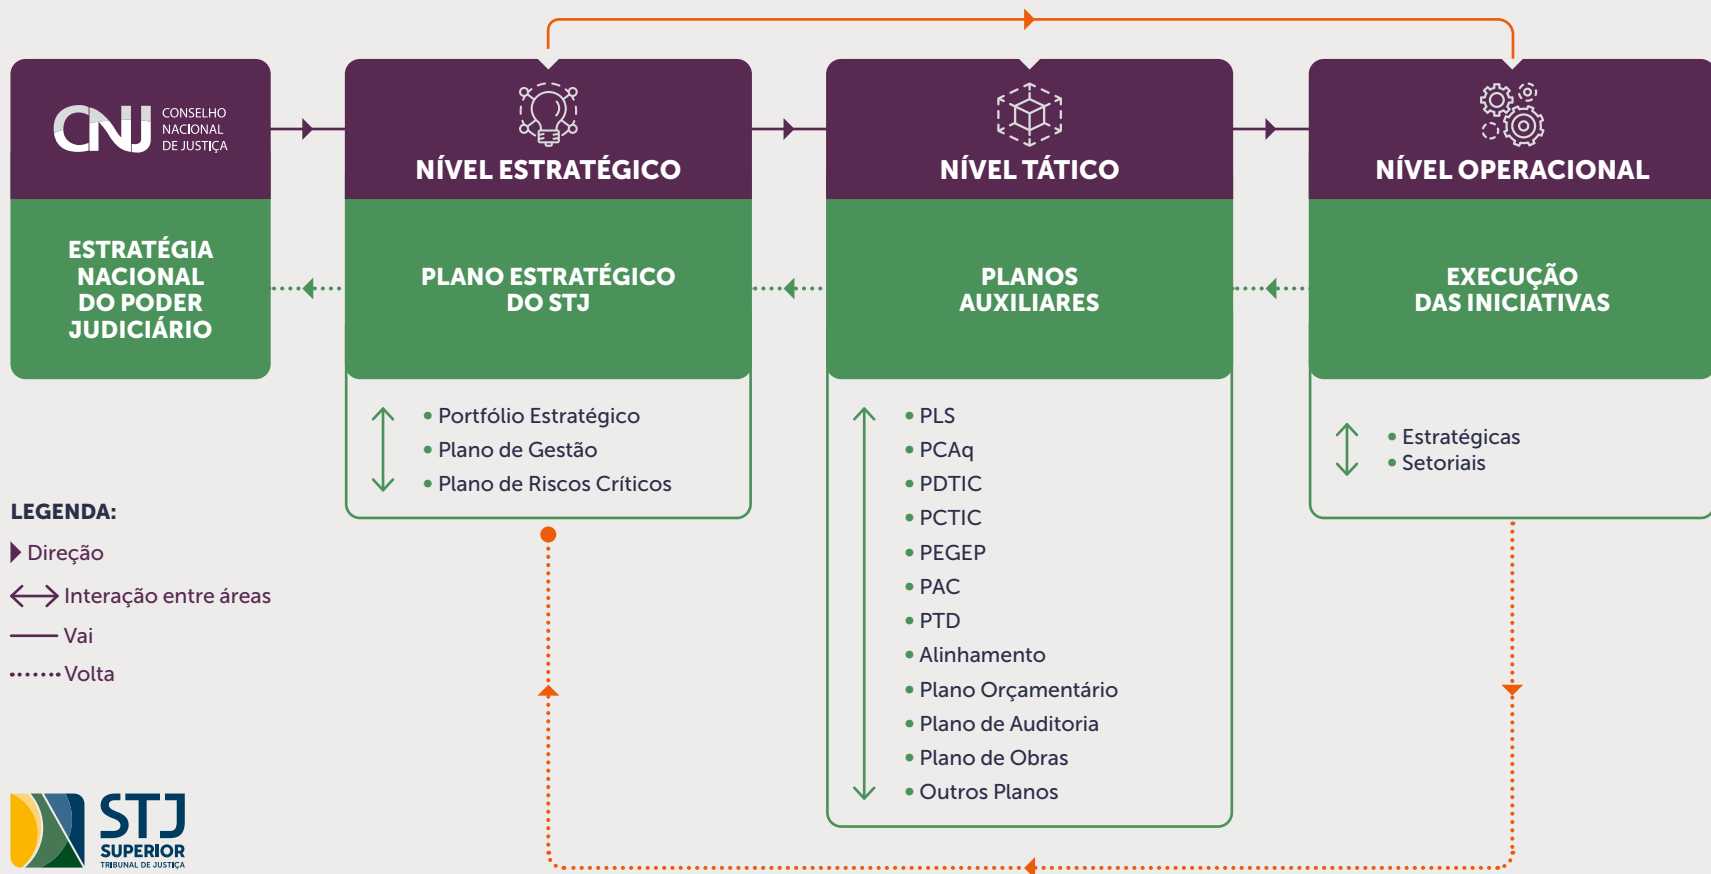 CNJ
CONSELHO
NACIONAL
DE JUSTIÇA
ESTRATÉGIA
NACIONAL
DO PODER
JUDICIÁRIO
NÍVEL ESTRATÉGICO
PLANO ESTRATÉGICO
DO STJ
• Portfólio Estratégico
• Plano de Gestão
• Plano de Riscos Críticos
NÍVEL TÁTICO
PLANOS
AUXILIARES
• PLS
• PCAq
• PDTIC
• PCTIC
• PEGEP
• PAC
• PTD
• Alinhamento
• Plano Orçamentário
• Plano de Auditoria
• Plano de Obras
• Outros Planos
NÍVEL OPERACIONAL
EXECUÇÃO
DAS INICIATIVAS
• Estratégicas
• Setoriais
LEGENDA:
Direção
Interação entre áreas
Vai
Volta
STJ
SUPERIOR
TRIBUNAL DE JUSTIÇA